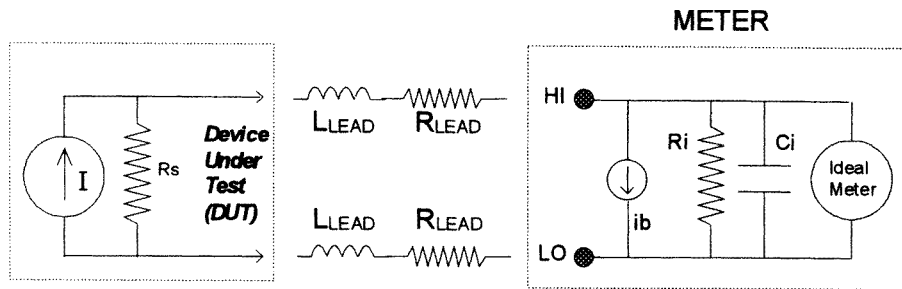 METER
I
Rs
Device
Under
Test
(DUT)
LLEAD
RLEAD
LLEAD
RLEAD
HI
LO
ib
Ri
Ci
Ideal
Meter